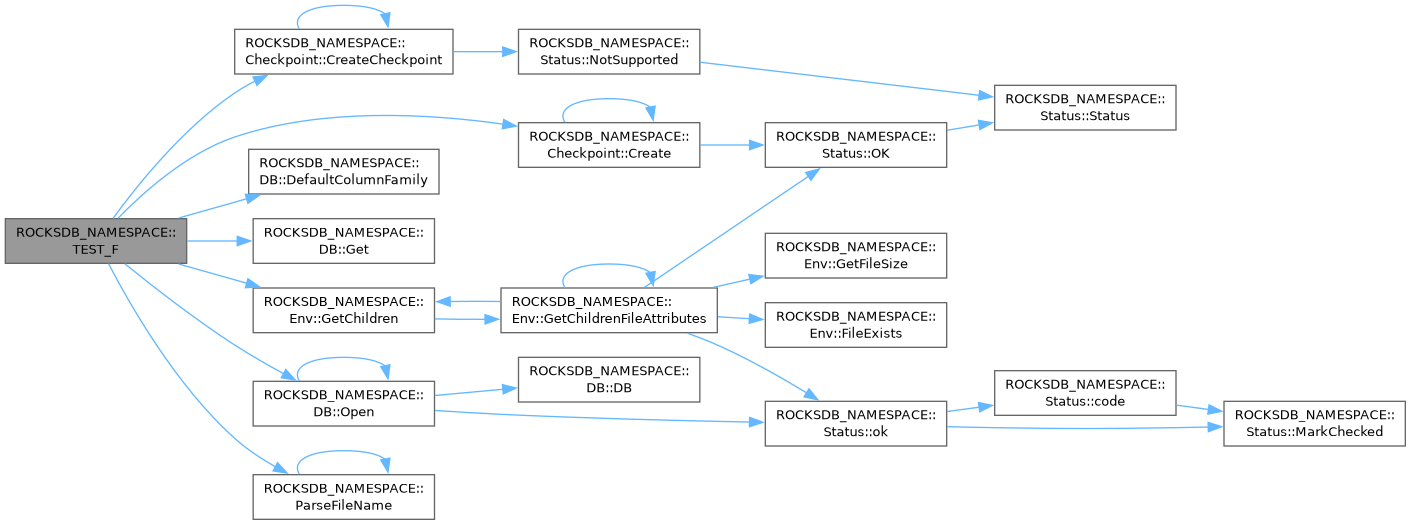 ROCKSDB_NAMESPACE::
TEST_F
ROCKSDB_NAMESPACE::
Checkpoint::CreateCheckpoint
ROCKSDB_NAMESPACE::
Status::NotSupported
ROCKSDB_NAMESPACE::
Status::Status
ROCKSDB_NAMESPACE::
Checkpoint::Create
ROCKSDB_NAMESPACE::
Status::OK
ROCKSDB_NAMESPACE::
DB::DefaultColumnFamily
ROCKSDB_NAMESPACE::
DB::Get
ROCKSDB_NAMESPACE::
Env::GetChildren
ROCKSDB_NAMESPACE::
Env::GetChildrenFileAttributes
ROCKSDB_NAMESPACE::
Env::GetFileSize
ROCKSDB_NAMESPACE::
Env::FileExists
ROCKSDB_NAMESPACE::
DB::Open
ROCKSDB_NAMESPACE::
DB::DB
ROCKSDB_NAMESPACE::
Status::ok
ROCKSDB_NAMESPACE::
Status::code
ROCKSDB_NAMESPACE::
Status::MarkChecked
ROCKSDB_NAMESPACE::
ParseFileName